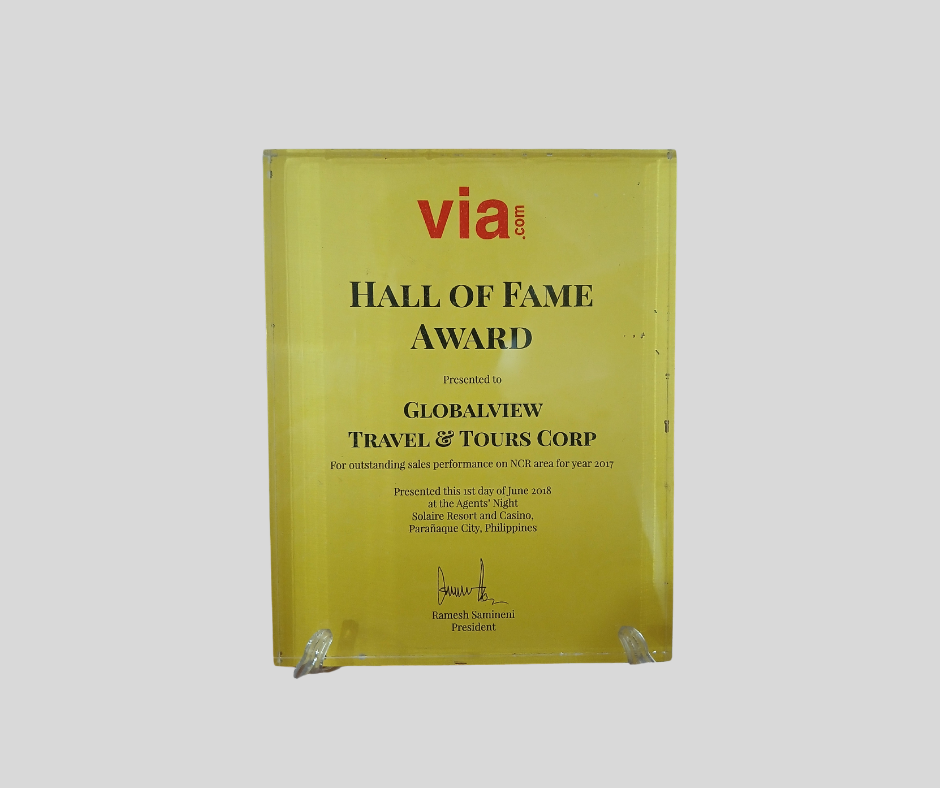 via.com
HALL OF FAME
AWARD
Presented to
GLOBALVIEW
TRAVEL & TOURS CORP
For outstanding sales performance on NCR area for year 2017
Presented this 1st day of June 2018
at the Agents' Night
Solaire Resort and Casino,
Parañaque City, Philippines
Ramesh Samineni
President